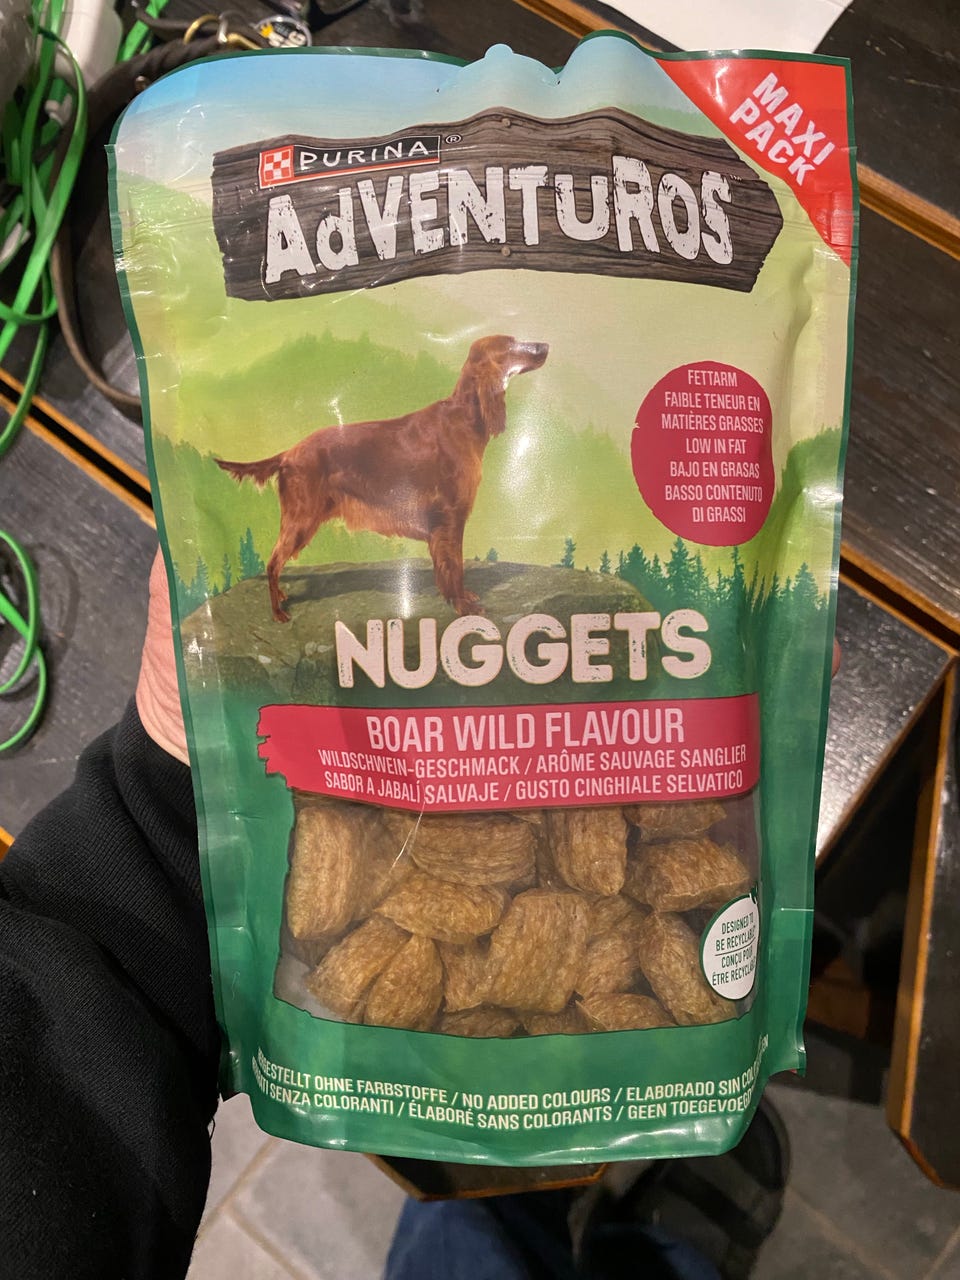 MAXI
PACK
PURINA ®
AdVENTUROS
FETTARM
FAIBLE TENEUR EN
MATIÈRES GRASSES
LOW IN FAT
BAJO EN GRASAS
BASSO CONTENUTO
DI GRASSI
NUGGETS
BOAR WILD FLAVOUR
WILDSCHWEIN-GESCHMACK / ARÔME SAUVAGE SANGLIER
SABOR A JABALÍ SALVAJE / GUSTO CINGHIALE SELVATICO
DESIGNED TO
BE RECYCLABLE
CONÇU POUR
ÊTRE RECYCLABLE
OHNE FARBSTOFFE / NO ADDED COLOURS / ELABORADO SIN
SENZA COLORANTI / ÉLABORÉ SANS COLORANTS / GEEN